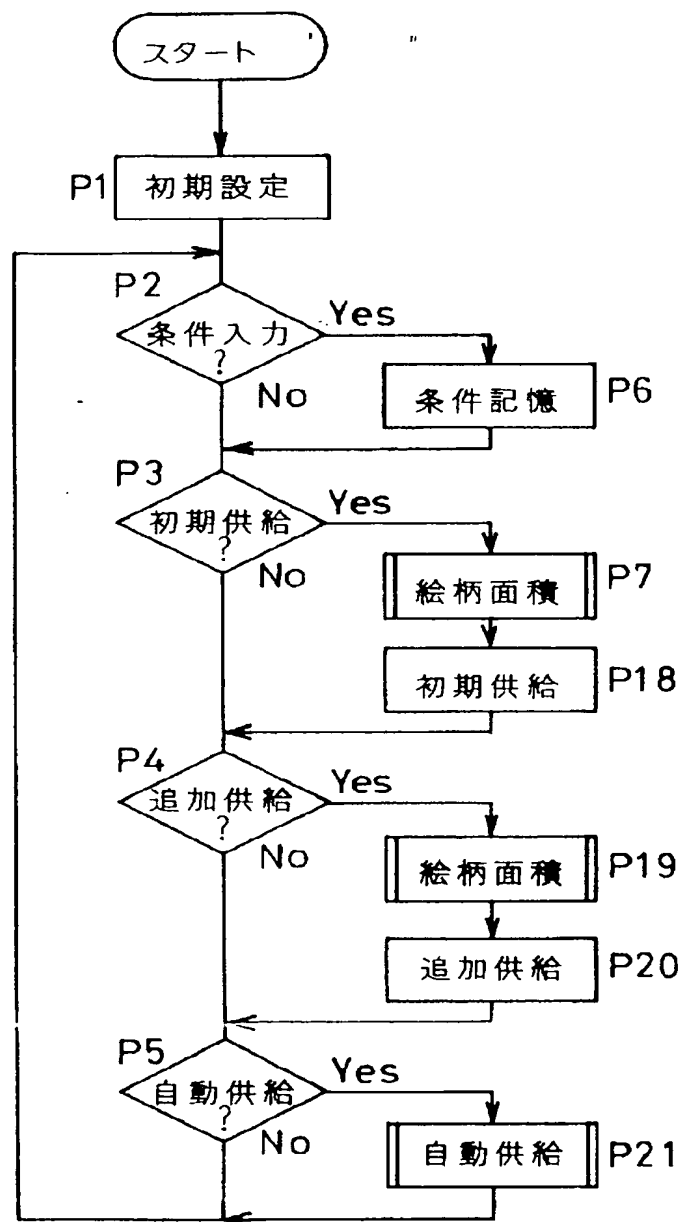 スタート
P1 初期設定
P2
条件入力
?
Yes
No
条件記憶 P6
P3
初期供給
?
Yes
No
絵柄面積 P7
初期供給 P18
P4
追加供給
?
Yes
No
絵柄面積 P19
追加供給 P20
P5
自動供給
?
Yes
No
自動供給 P21